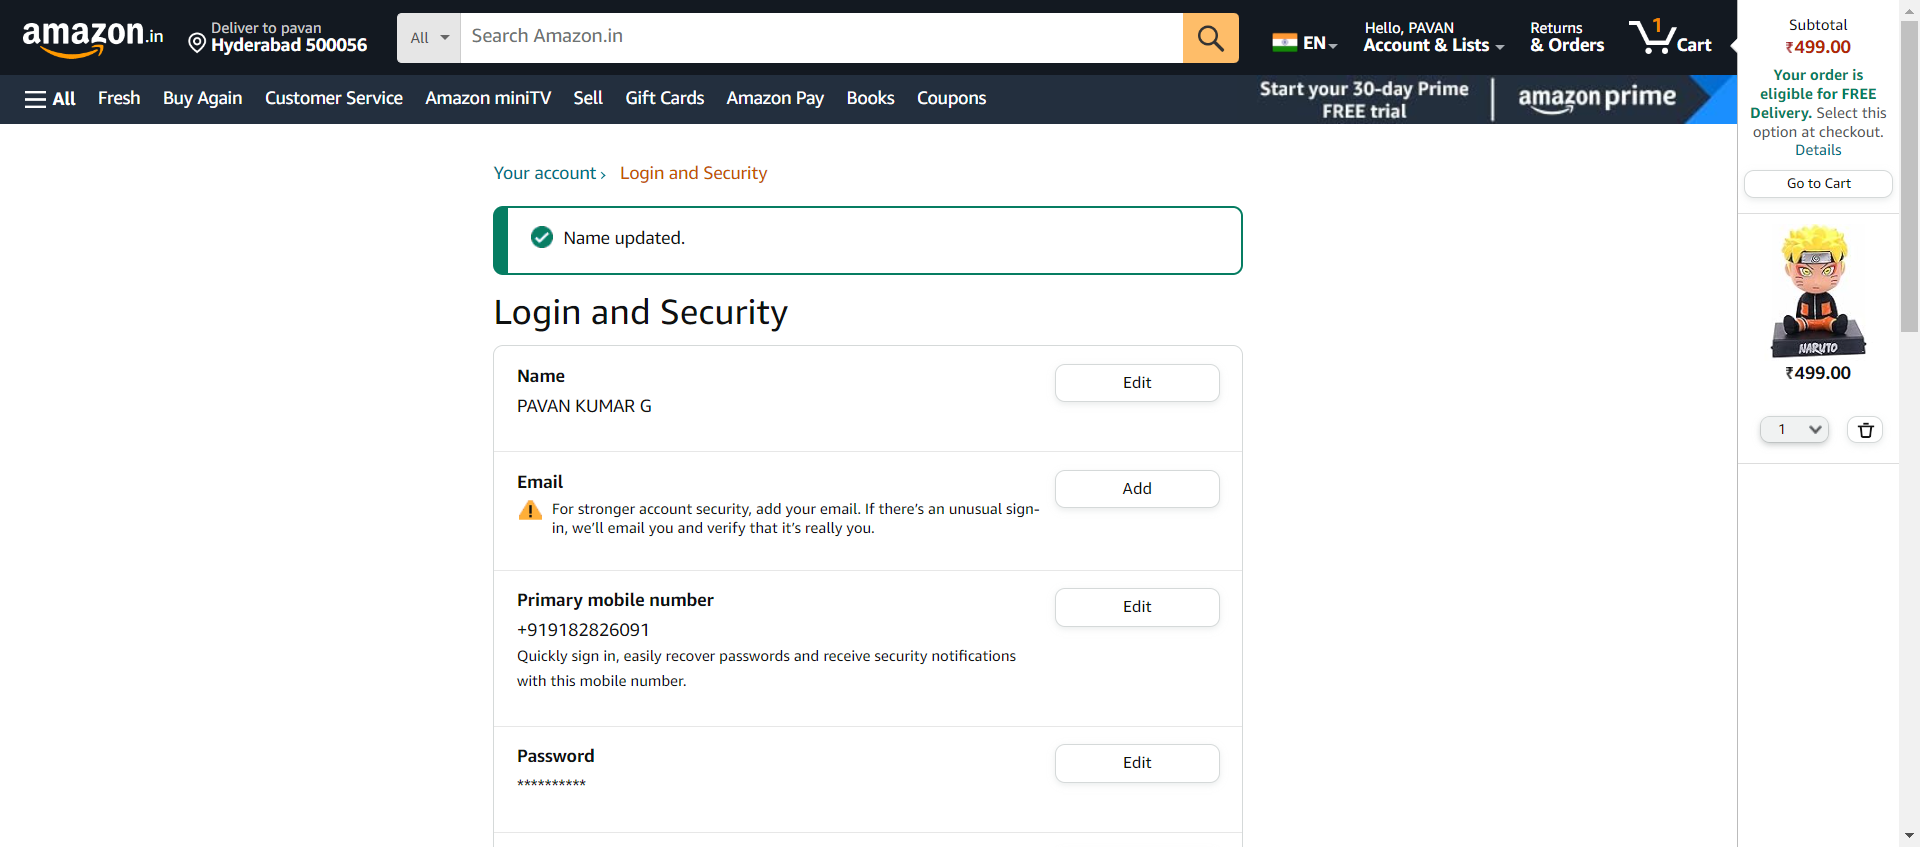 amazon.in
Deliver to pavan
Hyderabad 500056
All
Search Amazon.in
EN
Hello, PAVAN
Account & Lists
Returns
& Orders
1
Cart
All
Fresh
Buy Again
Customer Service
Amazon miniTV
Sell
Gift Cards
Amazon Pay
Books
Coupons
Start your 30-day Prime
FREE trial
amazon prime
Your account ›
Login and Security
Name updated.
Login and Security
Name
PAVAN KUMAR G
Edit
Email
For stronger account security, add your email. If there's an unusual sign-
in, we'll email you and verify that it's really you.
Add
Primary mobile number
+919182826091
Quickly sign in, easily recover passwords and receive security notifications
with this mobile number.
Edit
Password
**********
Edit
Subtotal
₹499.00
Your order is
eligible for FREE
Delivery. Select this
option at checkout.
Details
Go to Cart
NARUTO
₹499.00
1